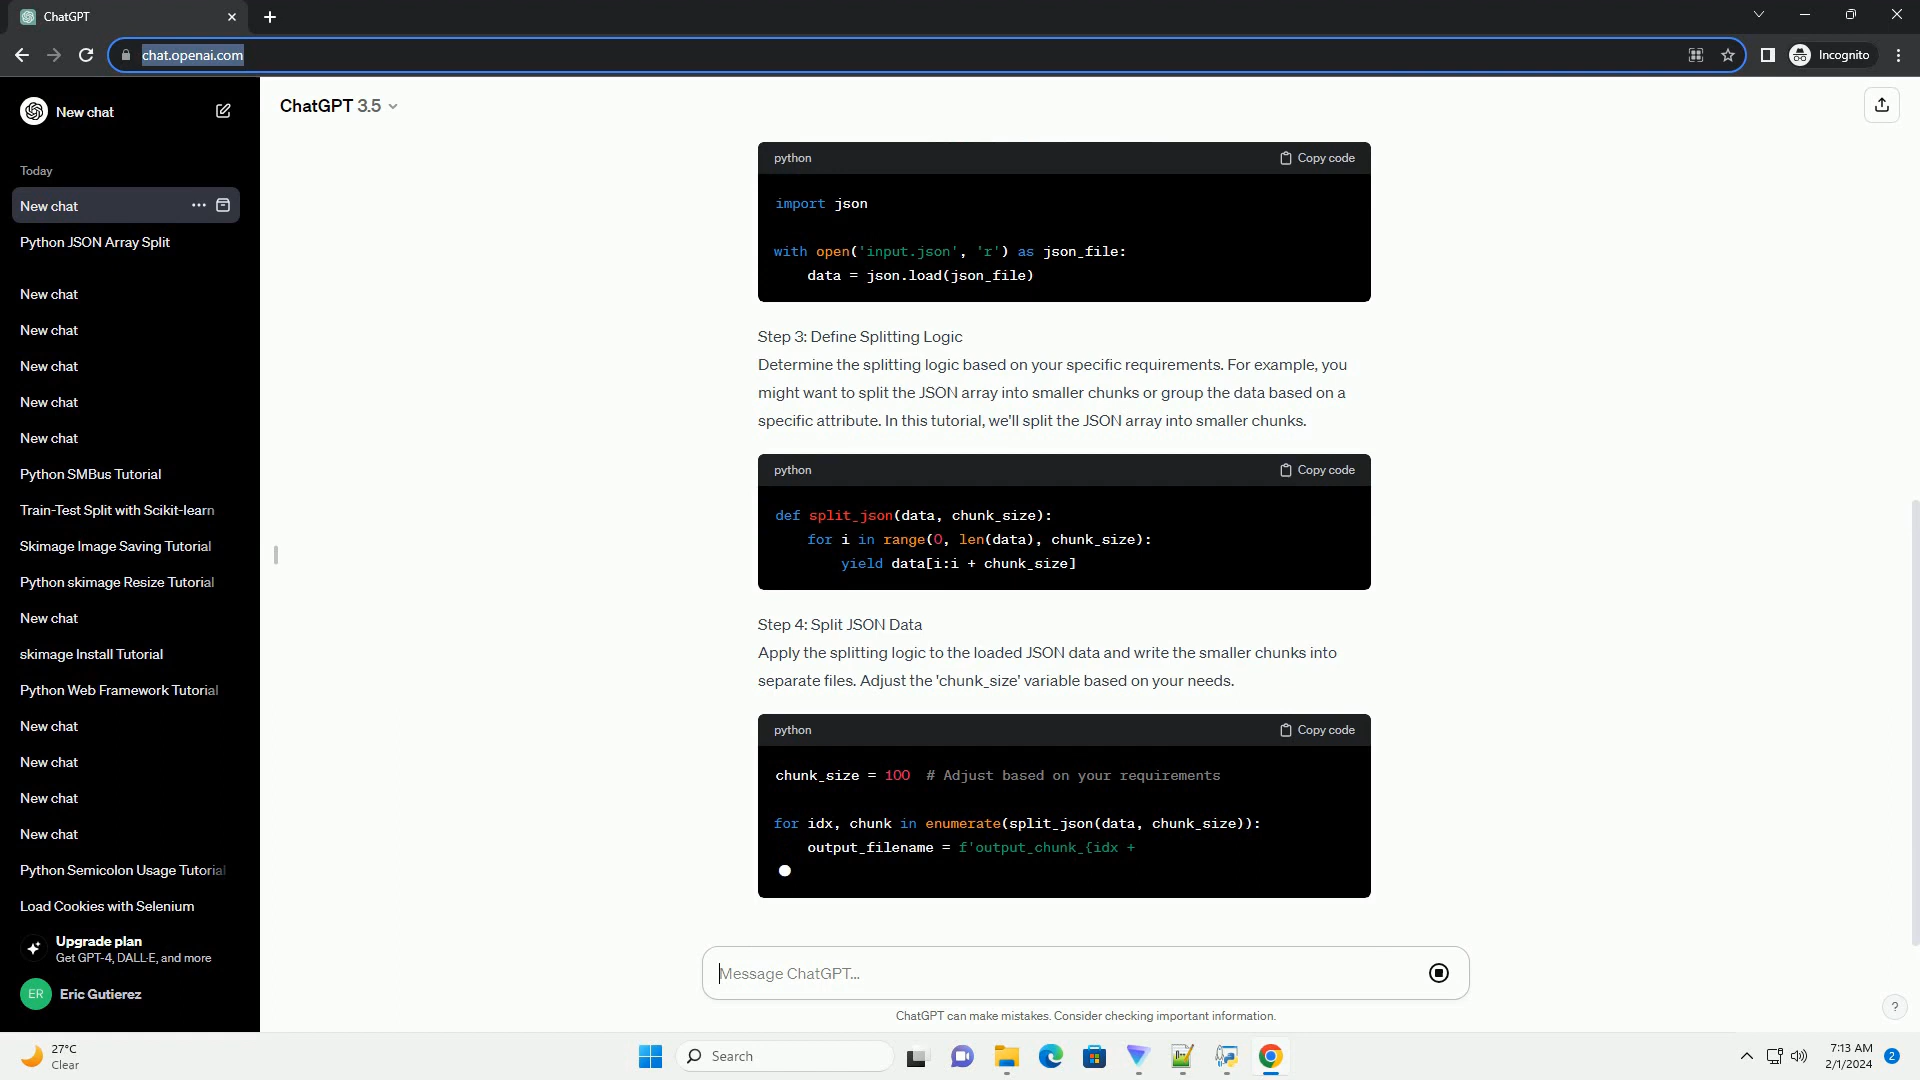 ChatGPT
chat.openai.com
Incognito
New chat
Today
New chat
Python JSON Array Split
New chat
New chat
New chat
New chat
New chat
Python SMBus Tutorial
Train-Test Split with Scikit-learn
Skimage Image Saving Tutorial
Python skimage Resize Tutorial
New chat
skimage Install Tutorial
Python Web Framework Tutorial
New chat
New chat
New chat
New chat
Python Semicolon Usage Tutorial
Load Cookies with Selenium
Upgrade plan
Get GPT-4, DALL·E, and more
ER
Eric Gutierez
ChatGPT 3.5
python
Copy code
import json
with open('input.json', 'r') as json_file:
    data = json.load(json_file)
Step 3: Define Splitting Logic
Determine the splitting logic based on your specific requirements. For example, you
might want to split the JSON array into smaller chunks or group the data based on a
specific attribute. In this tutorial, we'll split the JSON array into smaller chunks.
python
Copy code
def split_json(data, chunk_size):
    for i in range(0, len(data), chunk_size):
        yield data[i:i + chunk_size]
Step 4: Split JSON Data
Apply the splitting logic to the loaded JSON data and write the smaller chunks into
separate files. Adjust the 'chunk_size' variable based on your needs.
python
Copy code
chunk_size = 100  # Adjust based on your requirements
for idx, chunk in enumerate(split_json(data, chunk_size)):
    output_filename = f'output_chunk_{idx +
Message ChatGPT...
ChatGPT can make mistakes. Consider checking important information.
?
27°C
Clear
Search
7:13 AM
2/1/2024
2